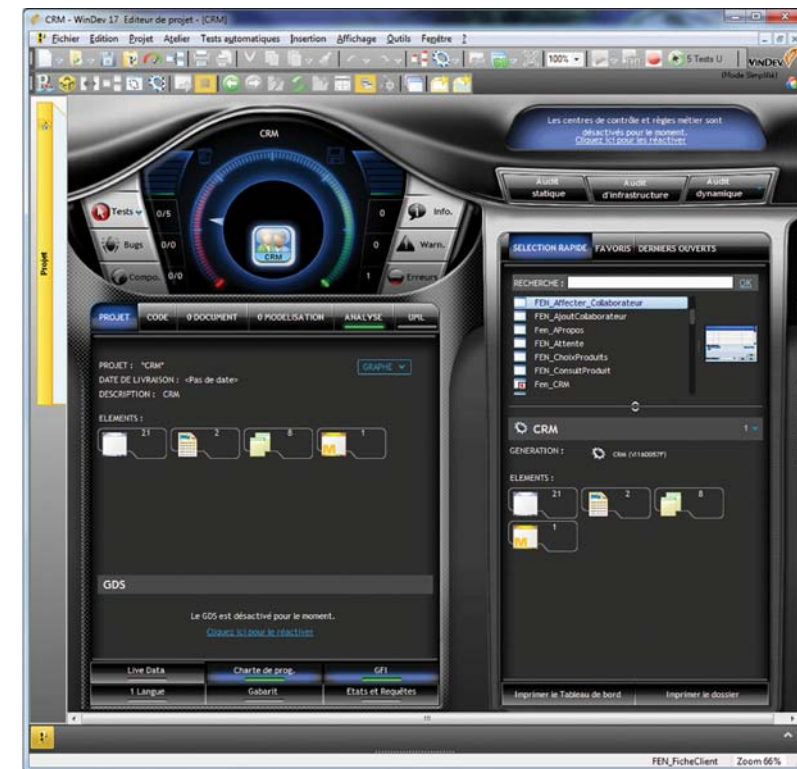 CRM - WinDev 17 Editeur de projet - [CRM]
Fichier Edition Projet Atelier Tests automatiques Insertion Affichage Outils Fenêtre ?
100%
5 Tests U
WINDEV
(Mode Simplifié)
Projet
CRM
Tests
0/5
0
Info.
Bugs
0/0
0
Warn.
Compo.
0/0
1
Erreurs
CRM
Les centres de contrôle et règles métier sont
désactivés pour le moment.
Cliquez ici pour les réactiver
Audit statique
Audit d'infrastructure
Audit dynamique
PROJET CODE 0 DOCUMENT 0 MODELISATION ANALYSE UML
PROJET : "CRM"
GRAPHE
DATE DE LIVRAISON : <Pas de date>
DESCRIPTION : CRM
ELEMENTS :
21 2 8 1
GDS
Le GDS est désactivé pour le moment.
Cliquez ici pour le réactiver
Live Data Charte de prog. GFI
1 Langue Gabarit Etats et Requêtes
SELECTION RAPIDE FAVORIS DERNIERS OUVERTS
RECHERCHE :
OK
FEN_Affecter_Collaborateur
FEN_AjoutCollaborateur
Fen_APropos
FEN_Attente
FEN_ChoixProduits
FEN_ConsultProduit
Fen_CRM
CRM
1
GENERATION :
ELEMENTS :
21 2 8
1
Imprimer le Tableau de bord Imprimer le dossier
FEN_FicheClient Zoom 66%